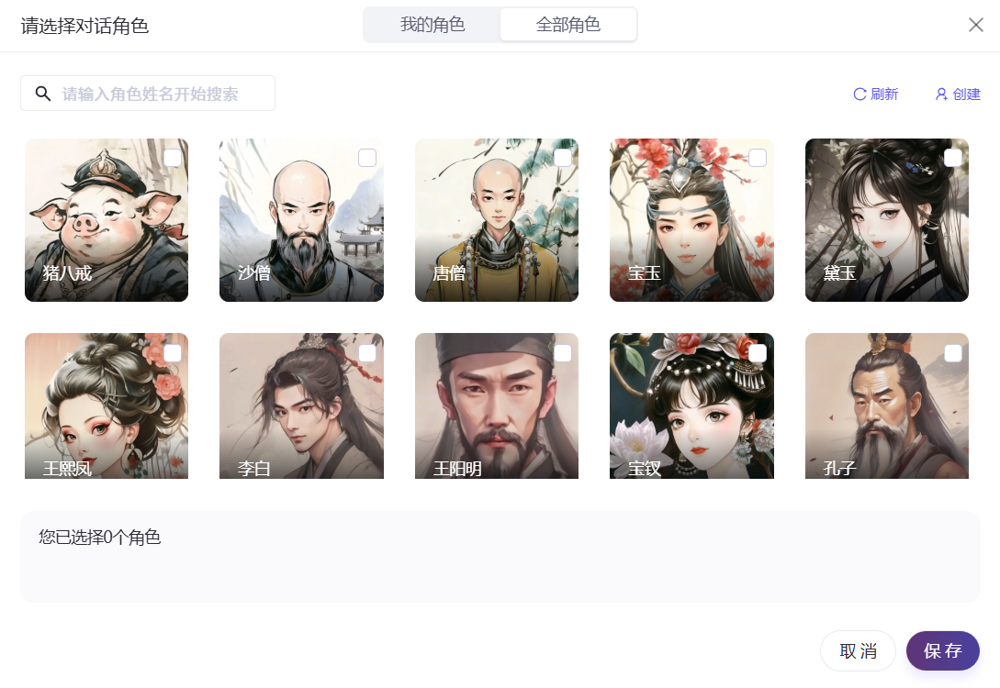 请选择对话角色
我的角色
全部角色
请输入角色姓名开始搜索
刷新
创建
猪八戒
沙僧
唐僧
宝玉
黛玉
王熙凤
李白
王阳明
宝钗
孔子
您已选择0个角色
取消
保存